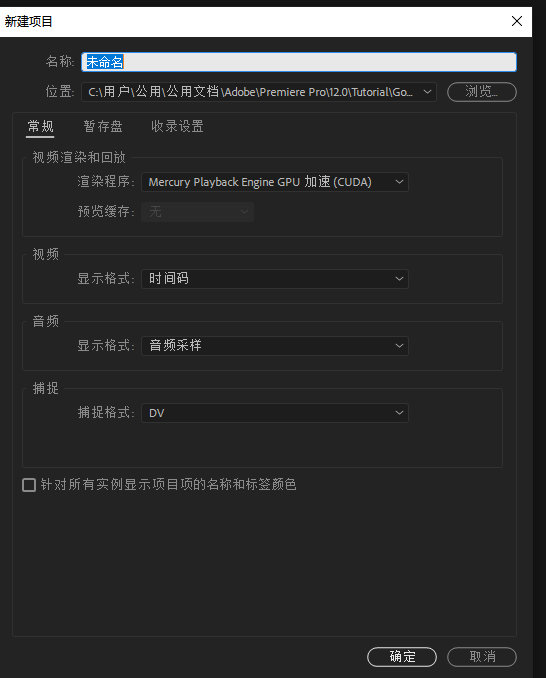 新建项目
名称: 未命名
位置: C:\用户\公用\公用文档\Adobe\Premiere Pro\12.0\Tutorial\Go... 浏览...
常规 暂存盘 收录设置
视频渲染和回放
渲染程序: Mercury Playback Engine GPU 加速 (CUDA)
预览缓存: 无
视频
显示格式: 时间码
音频
显示格式: 音频采样
捕捉
捕捉格式: DV
针对所有实例显示项目项的名称和标签颜色
确定 取消